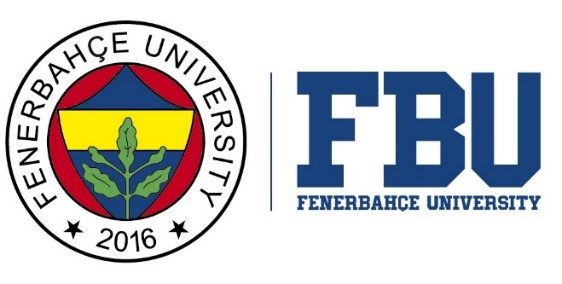 FENERBAHÇE UNIVERSITY
★ 2016 ★
FBU
FENERBAHÇE UNIVERSITY